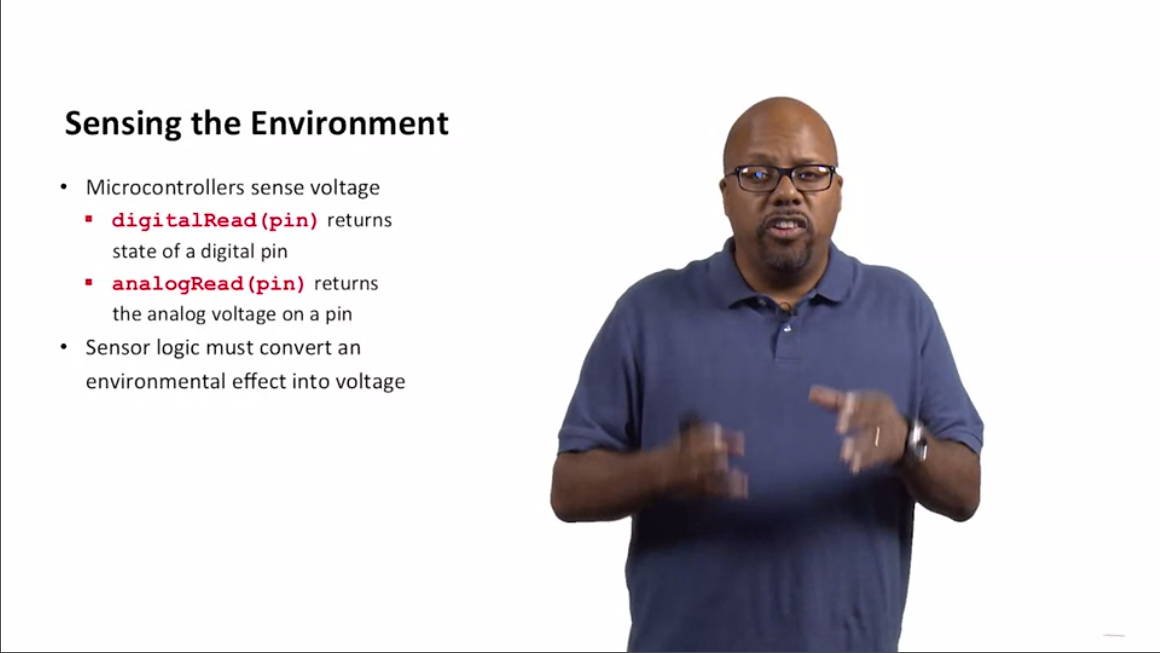 Sensing the Environment
• Microcontrollers sense voltage
▪ digitalRead(pin) returns
state of a digital pin
▪ analogRead(pin) returns
the analog voltage on a pin
• Sensor logic must convert an
environmental effect into voltage